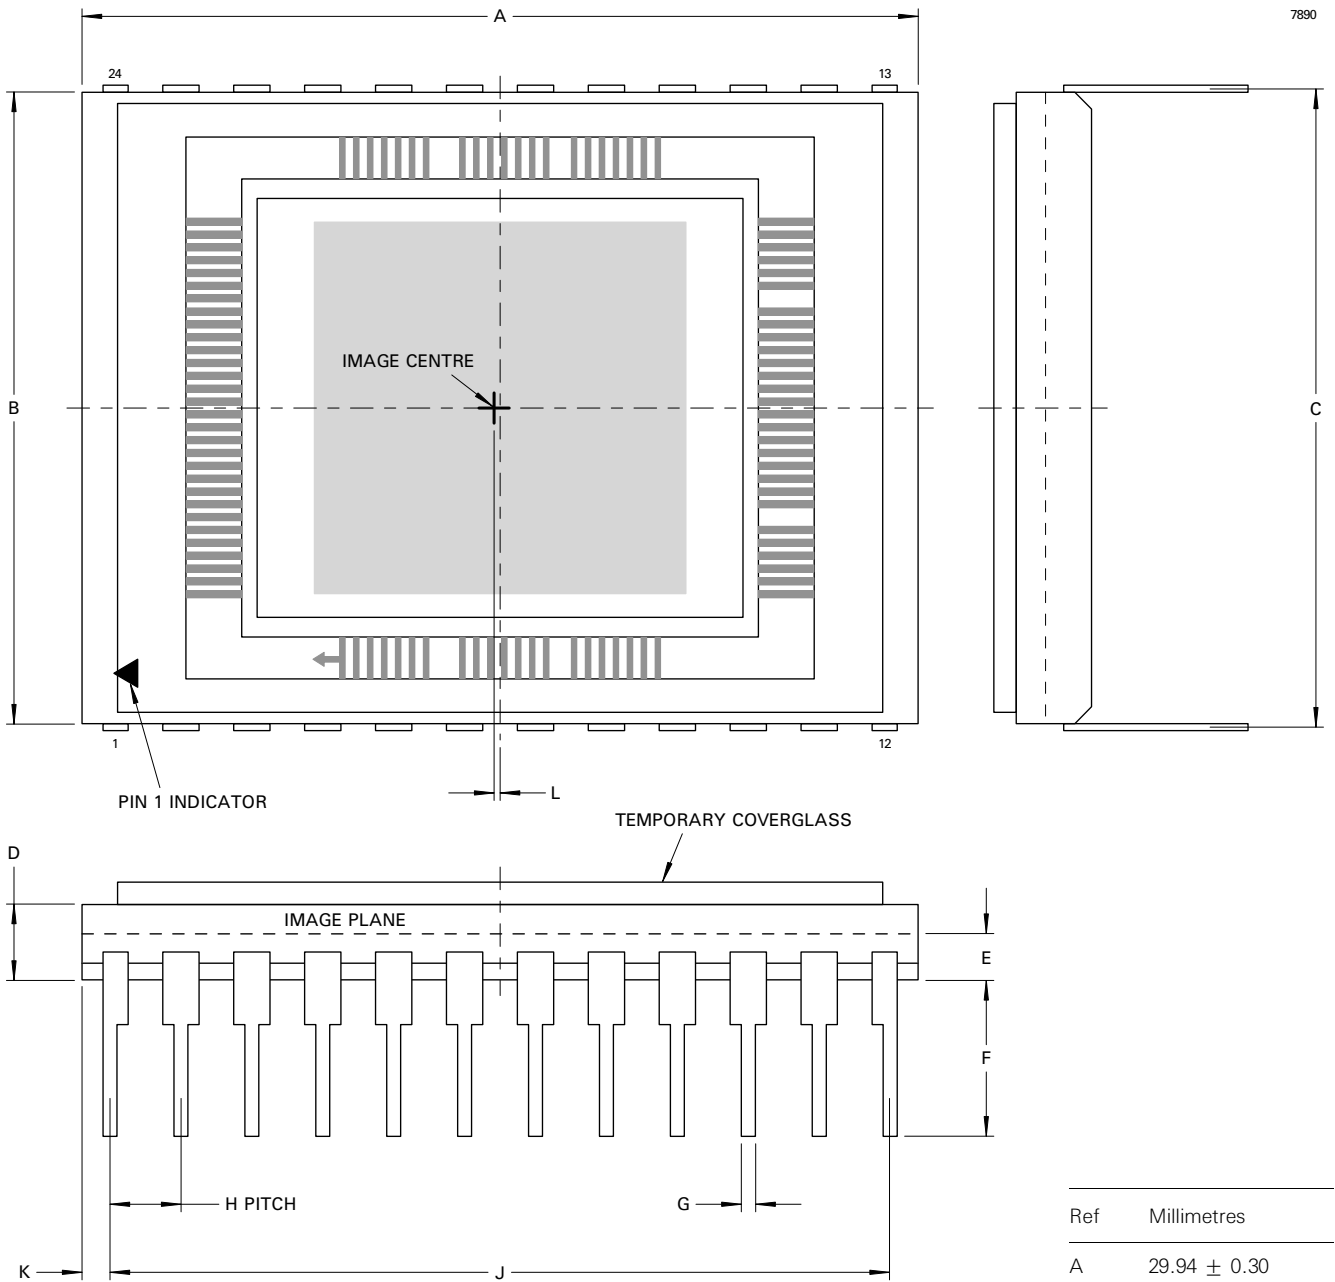 A
7890
24
13
IMAGE CENTRE
B
C
1
12
PIN 1 INDICATOR
L
TEMPORARY COVERGLASS
D
IMAGE PLANE
E
F
H PITCH
G
K
J
Ref Millimetres
A 29.94 ± 0.30